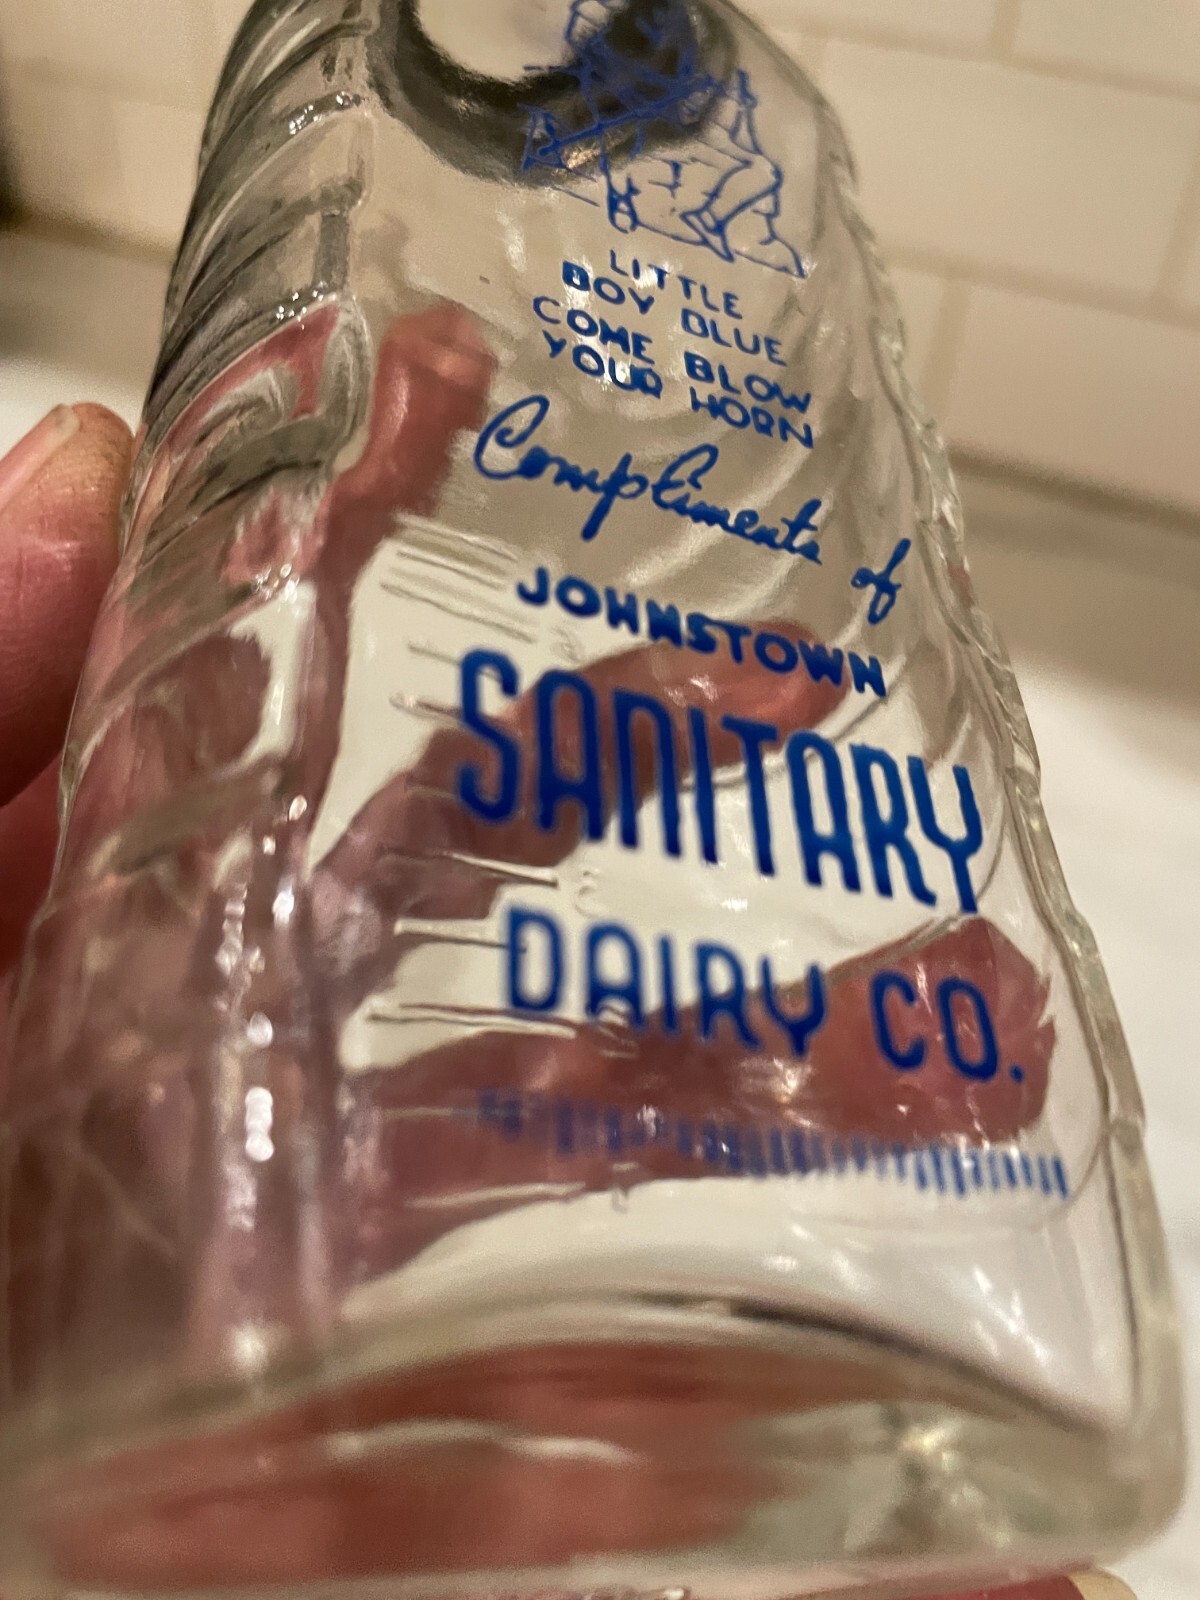 LITTLE
BOY BLUE
COME BLOW
YOUR HORN
Compliments of
JOHNSTOWN
SANITARY
DAIRY CO.